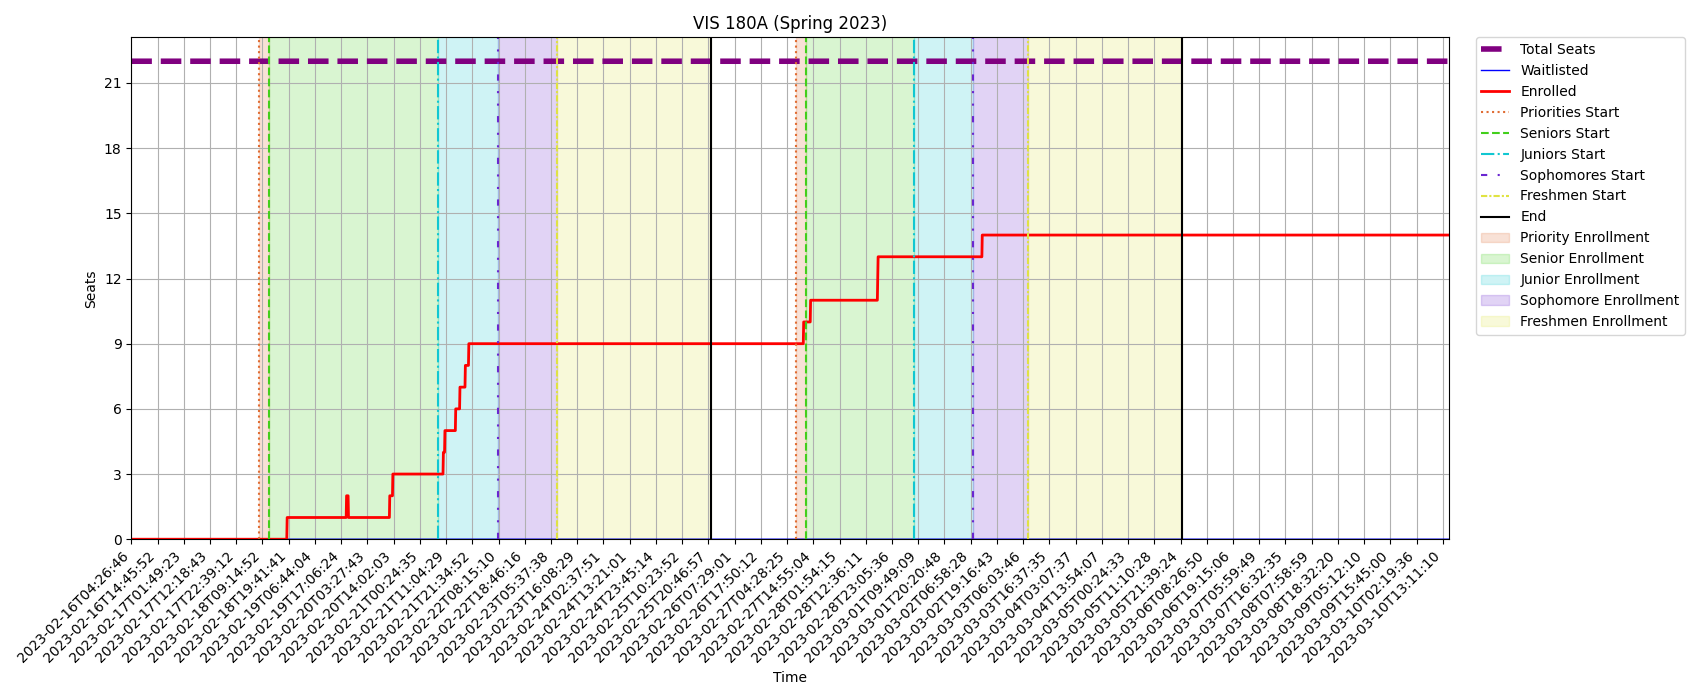 VIS 180A (Spring 2023)
Total Seats
Waitlisted
Enrolled
Priorities Start
Seniors Start
Juniors Start
Sophomores Start
Freshmen Start
End
Priority Enrollment
Senior Enrollment
Junior Enrollment
Sophomore Enrollment
Freshmen Enrollment
Seats
21
18
15
12
9
6
3
0
2023-02-16T04:26:46
2023-02-16T14:45:52
2023-02-17T01:49:23
2023-02-17T12:18:43
2023-02-17T22:39:12
2023-02-18T09:14:52
2023-02-18T19:41:41
2023-02-19T06:44:04
2023-02-19T17:06:24
2023-02-20T03:27:43
2023-02-20T14:02:03
2023-02-21T00:24:35
2023-02-21T11:04:29
2023-02-21T21:34:52
2023-02-22T08:15:10
2023-02-22T18:46:16
2023-02-23T05:37:38
2023-02-23T16:08:29
2023-02-24T02:37:51
2023-02-24T13:21:01
2023-02-24T23:45:14
2023-02-25T10:23:52
2023-02-25T20:46:57
2023-02-26T07:29:01
2023-02-26T17:50:12
2023-02-27T04:28:25
2023-02-27T14:55:04
2023-02-28T01:54:15
2023-02-28T12:36:11
2023-02-28T23:05:36
2023-03-01T09:49:09
2023-03-01T20:20:48
2023-03-02T06:58:28
2023-03-02T19:16:43
2023-03-03T06:03:46
2023-03-03T16:37:35
2023-03-04T03:07:37
2023-03-04T13:54:07
2023-03-05T00:24:33
2023-03-05T11:10:28
2023-03-05T21:39:24
2023-03-06T08:26:50
2023-03-06T19:15:06
2023-03-07T05:59:49
2023-03-07T16:32:35
2023-03-08T07:58:59
2023-03-08T18:32:20
2023-03-09T05:12:10
2023-03-09T15:45:00
2023-03-10T02:19:36
2023-03-10T13:11:10
Time